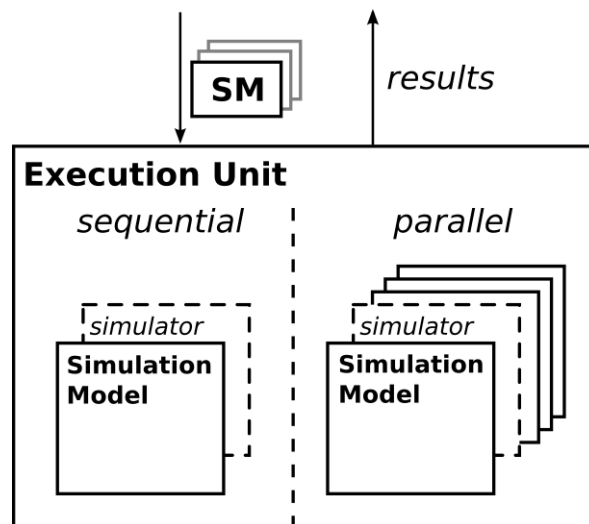 SM
results
Execution Unit
sequential
parallel
simulator
Simulation
Model
simulator
Simulation
Model